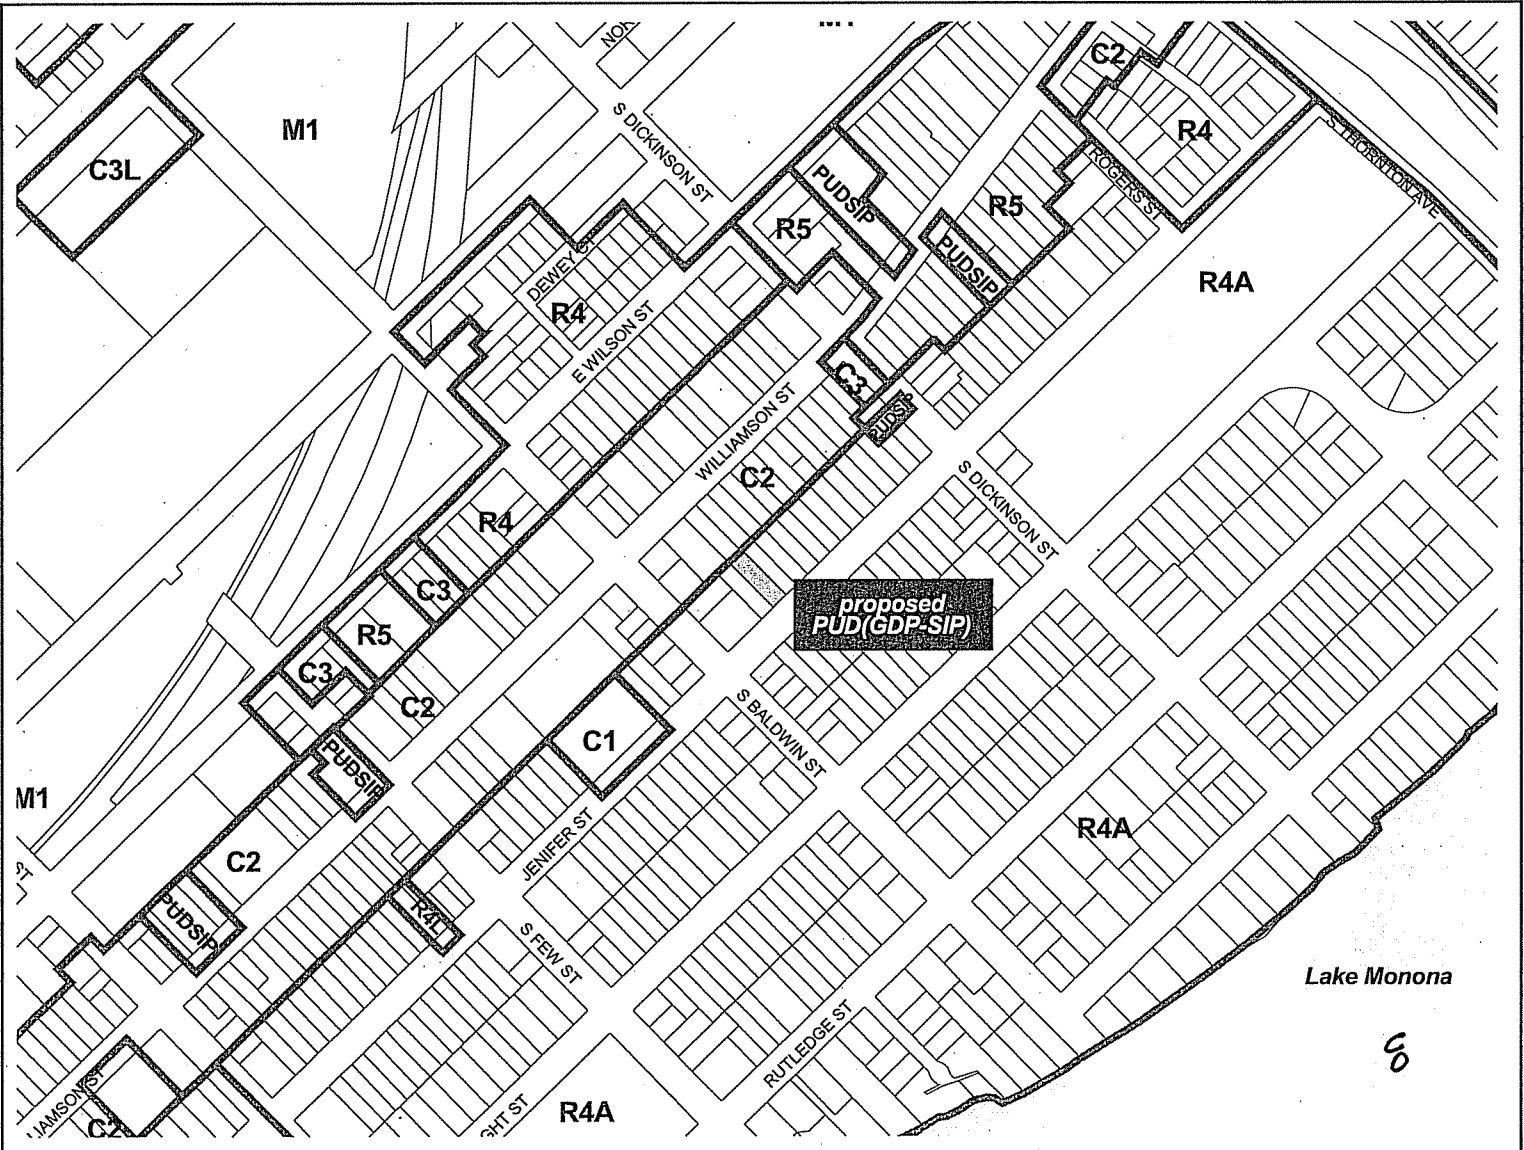 M1
C2
S DICKINSON ST
R4
S THORNTON AVE
C3L
PUDSIP
ROGERS ST
R5
R5
PUDSIP
DEWEY CT
R4A
R4
E WILSON ST
C3
WILLIAMSON ST
C2
S DICKINSON ST
R4
C3
proposed
PUD(GDP-SIP)
R5
C3
C2
S BALDWIN ST
C1
PUDSIP
M1
JENIFER ST
R4A
C2
ST
PUDSIP
R4L
S FEW ST
Lake Monona
RUTLEDGE ST
R4A
C2